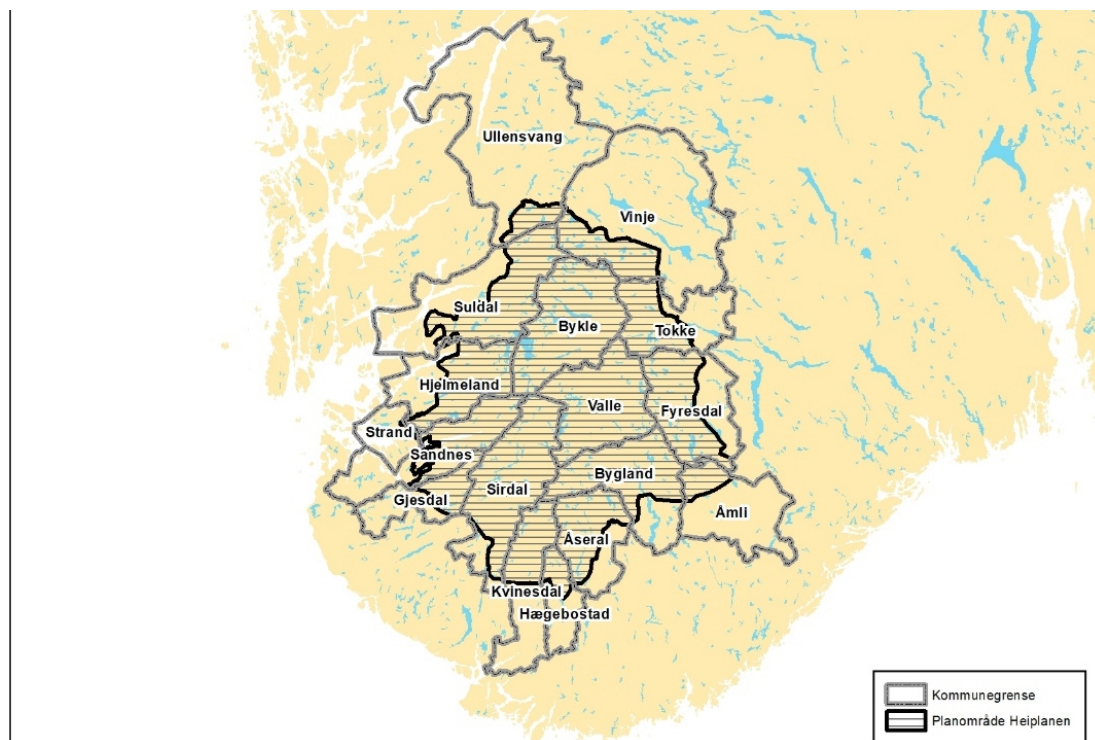 Ullensvang
Vinje
Suldal
Bykle
Tokke
Hjelmeland
Valle
Fyresdal
Strand
Sandnes
Bygland
Sirdal
Gjesdal
Åmli
Åseral
Kvinesdal
Hægebostad
Kommunegrense
Planområde Heiplanen